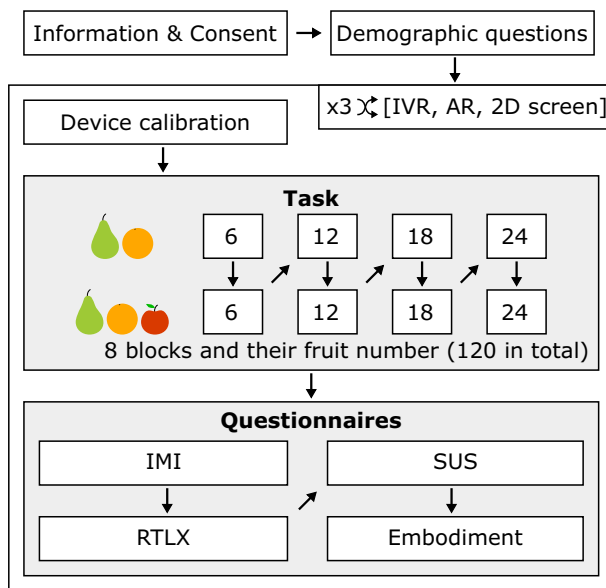 Information & Consent
Demographic questions
x3 [IVR, AR, 2D screen]
Device calibration
Task
6 12 18 24
6 12 18 24
8 blocks and their fruit number (120 in total)
Questionnaires
IMI
SUS
RTLX
Embodiment